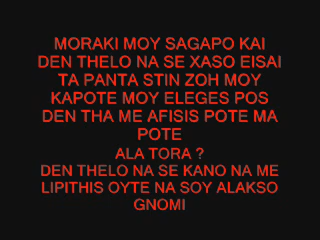 MORAKI MOY SAGAPO KAI
DEN THELO NA SE XASO EISAI
TA PANTA STIN ZOH MOY
KAPOTE MOY ELEGES POS
DEN THA ME AFISIS POTE MA
POTE
ALA TORA ?
DEN THELO NA SE KANO NA ME
LIPITHIS OYTE NA SOY ALAKSO
GNOMI